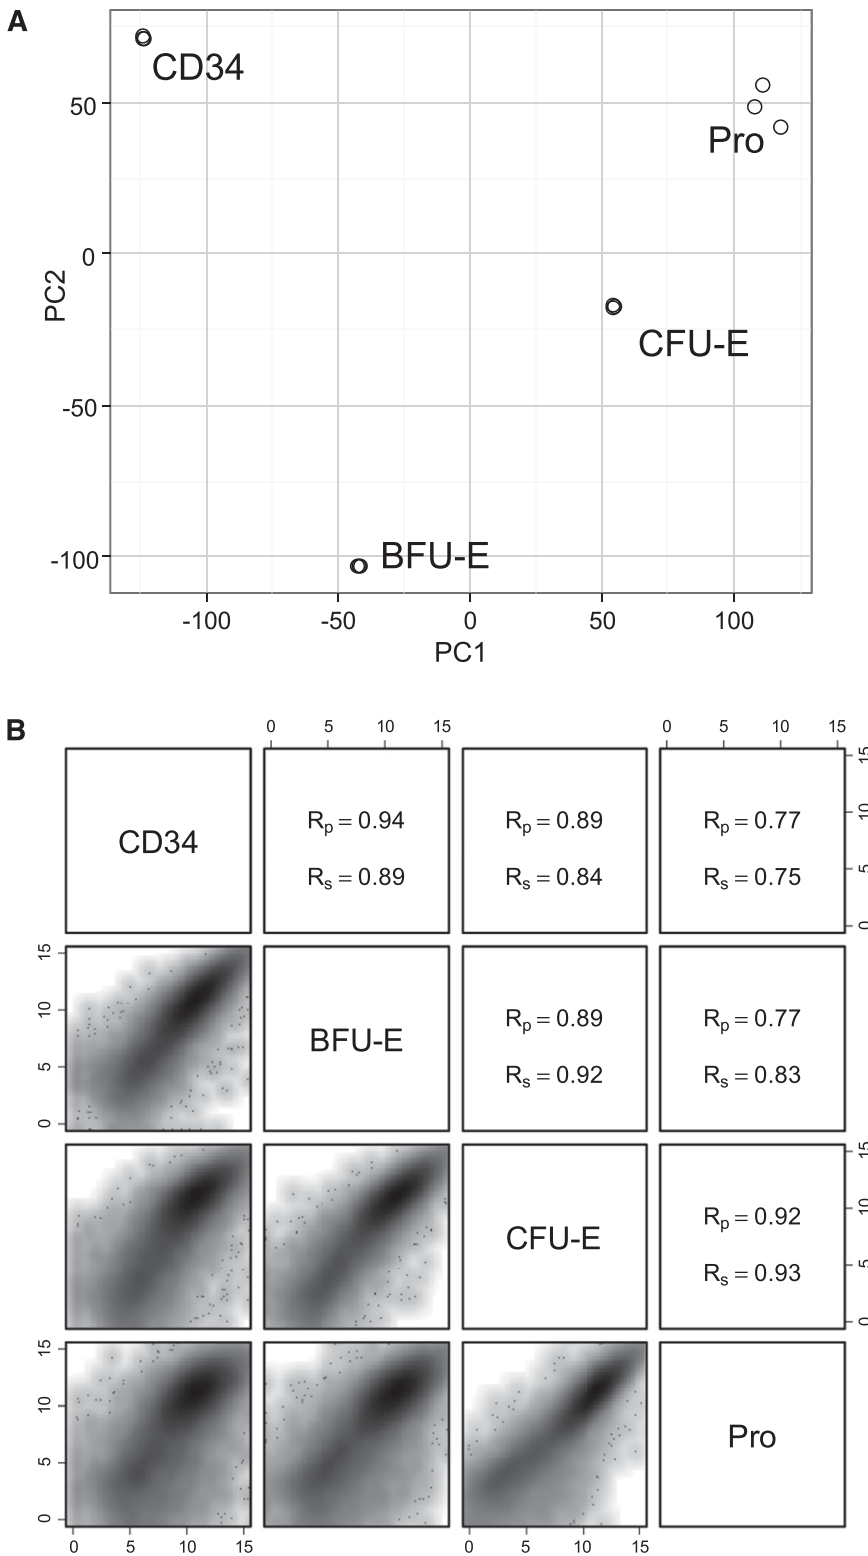 A
CD34
Pro
CFU-E
BFU-E
50
0
-50
-100
PC2
-100 -50 0 50 100
PC1
B
0 5 10 15 0 5 10 15
CD34 Rp = 0.94 Rp = 0.89 Rp = 0.77
Rs = 0.89 Rs = 0.84 Rs = 0.75
15
10
5
0
15
10
5
0
BFU-E Rp = 0.89 Rp = 0.77
Rs = 0.92 Rs = 0.83
CFU-E Rp = 0.92
Rs = 0.93
15
10
5
0
15
10
5
0
Pro
0 5 10 15 0 5 10 15